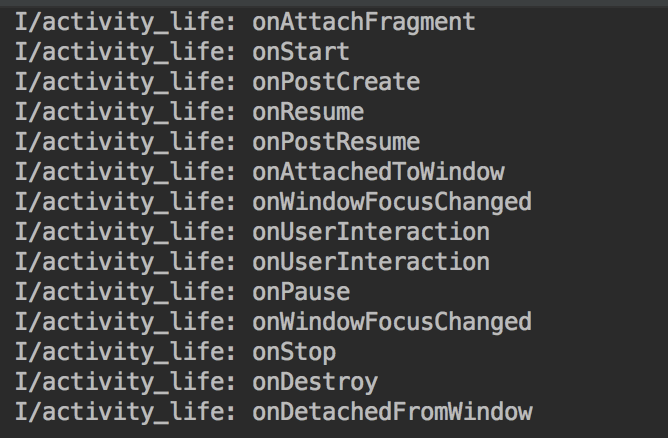 I/activity_life: onAttachFragment
I/activity_life: onStart
I/activity_life: onPostCreate
I/activity_life: onResume
I/activity_life: onPostResume
I/activity_life: onAttachedToWindow
I/activity_life: onWindowFocusChanged
I/activity_life: onUserInteraction
I/activity_life: onUserInteraction
I/activity_life: onPause
I/activity_life: onWindowFocusChanged
I/activity_life: onStop
I/activity_life: onDestroy
I/activity_life: onDetachedFromWindow